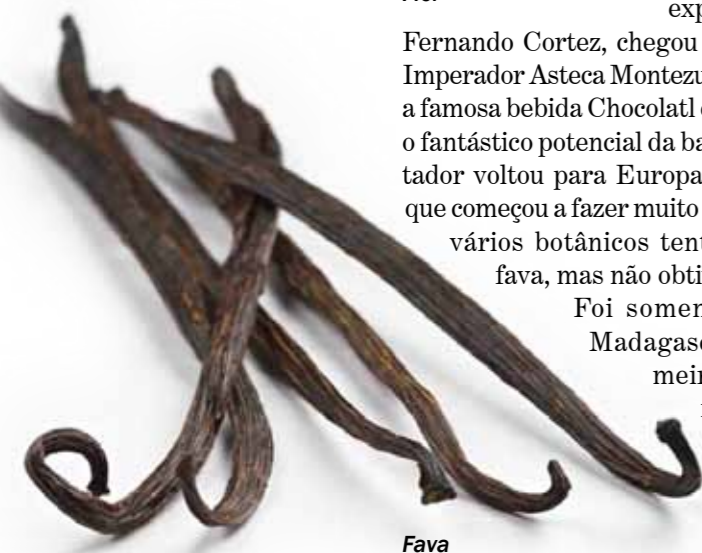 exp
Fernando Cortez, chegou
Imperador Asteca Montezu
a famosa bebida Chocolatl
o fantástico potencial da ba
tador voltou para Europa
que começou a fazer muito
vários botânicos tent
fava, mas não obti
Foi somen
Madagasc
meir
Fava